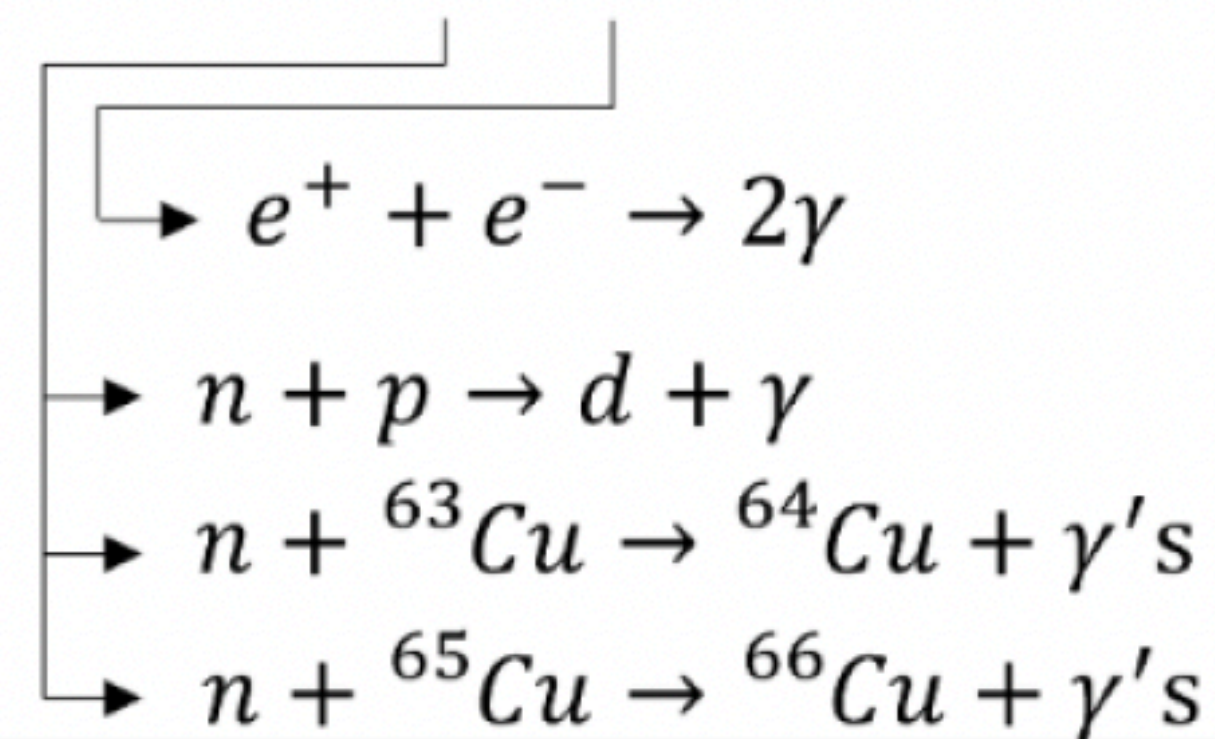 e⁺ + e⁻ → 2γ
n + p → d + γ
n + ⁶³Cu → ⁶⁴Cu + γ′s
n + ⁶⁵Cu → ⁶⁶Cu + γ′s